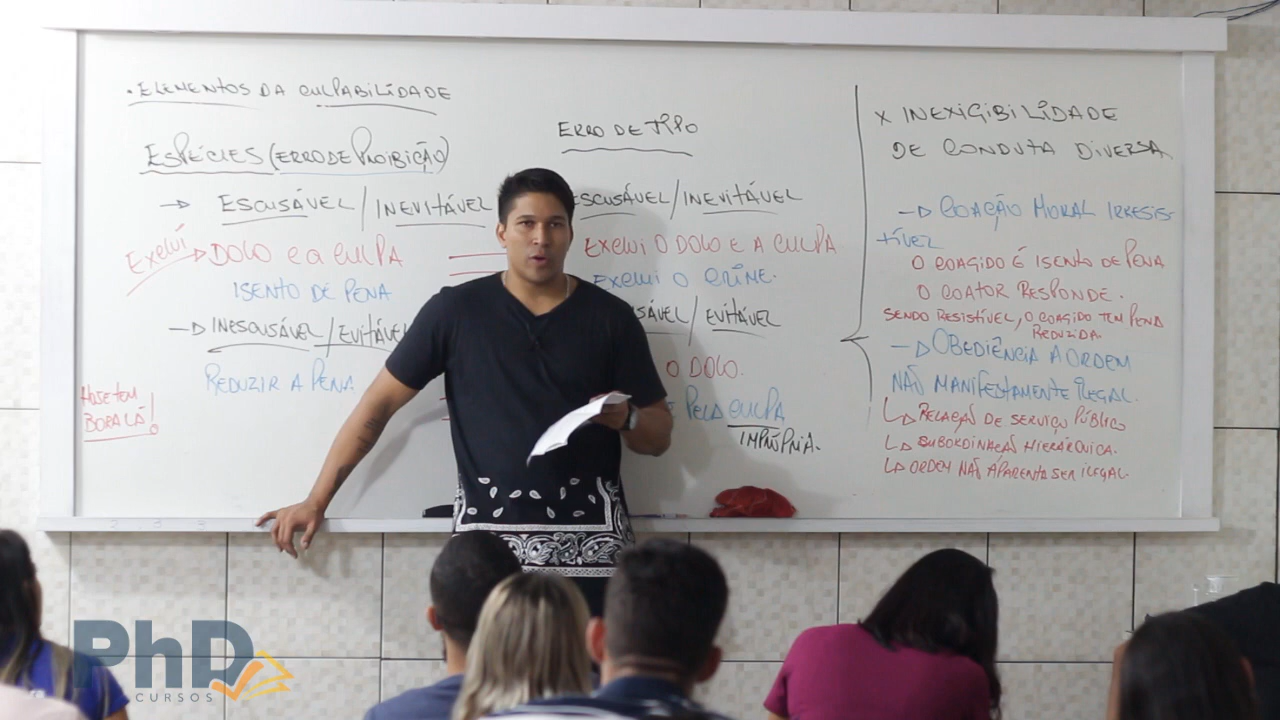 • ELEMENTOS DA CULPABILIDADE
ESPÉCIES (ERRO DE PROIBIÇÃO)
→ ESCUSÁVEL / INEVITÁVEL
Exclui → DOLO E A CULPA
ISENTO DE PENA
→ INESCUSÁVEL / EVITÁVEL
REDUZIR A PENA
HOJE TEM
BORA LÁ!
ERRO DE TIPO
ESCUSÁVEL / INEVITÁVEL
EXCLUI O DOLO E A CULPA
EXCLUI O CRIME.
SÁVEL / EVITÁVEL
O DOLO.
E PELA CULPA
IMPRÓPRIA.
X INEXIGIBILIDADE
DE CONDUTA DIVERSA
→ COAÇÃO MORAL IRRESIS
TÍVEL
O COAGIDO É ISENTO DE PENA
O COATOR RESPONDE.
SENDO RESISTÍVEL, O COAGIDO TEM PENA
REDUZIDA.
→ OBEDIÊNCIA A ORDEM
NÃO MANIFESTAMENTE ILEGAL.
↳ RELAÇÃO DE SERVIÇO PÚBLICO
↳ SUBORDINAÇÃO HIERÁRQUICA.
↳ ORDEM NÃO APARENTA SER ILEGAL.
PhD
CURSOS